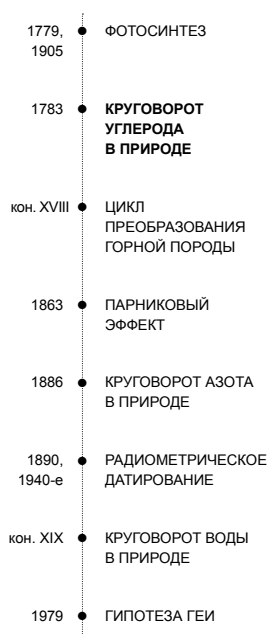 1779, ФОТОСИНТЕЗ
1905
1783 КРУГОВОРОТ
УГЛЕРОДА
В ПРИРОДЕ
кон. XVIII ЦИКЛ
ПРЕОБРАЗОВАНИЯ
ГОРНОЙ ПОРОДЫ
1863 ПАРНИКОВЫЙ
ЭФФЕКТ
1886 КРУГОВОРОТ АЗОТА
В ПРИРОДЕ
1890, РАДИОМЕТРИЧЕСКОЕ
1940-е ДАТИРОВАНИЕ
кон. XIX КРУГОВОРОТ ВОДЫ
В ПРИРОДЕ
1979 ГИПОТЕЗА ГЕИ